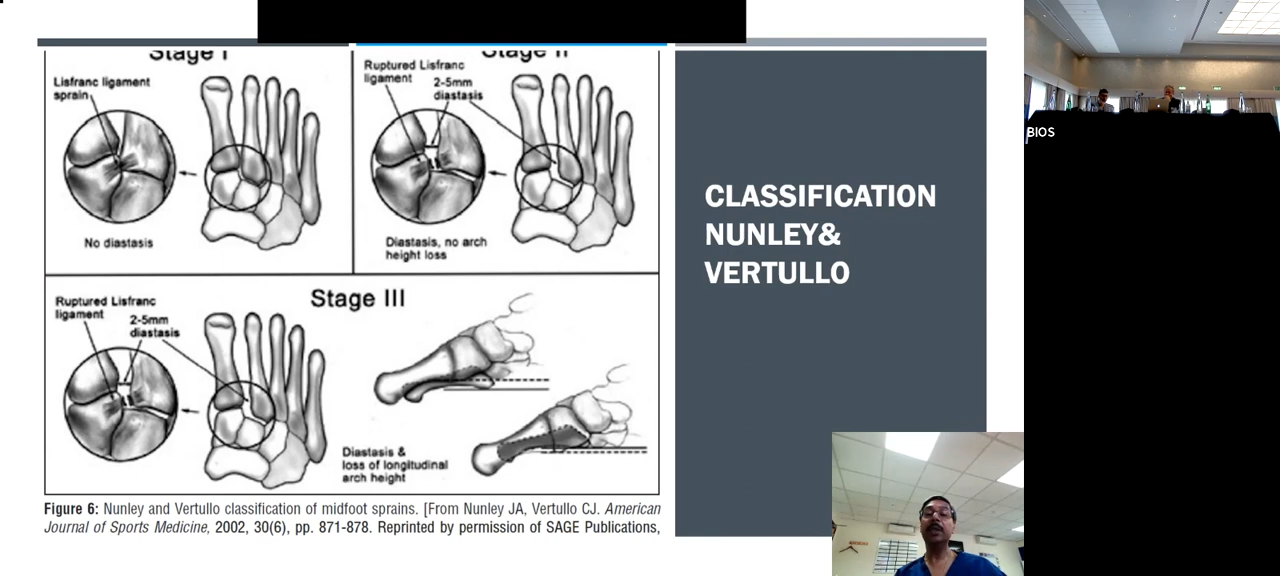 Stage I
Lisfranc ligament
sprain
No diastasis
Stage II
Ruptured Lisfranc
ligament
2-5mm
diastasis
Diastasis, no arch
height loss
Stage III
Ruptured Lisfranc
ligament
2-5mm
diastasis
Diastasis &
loss of longitudinal
arch height
Figure 6: Nunley and Vertullo classification of midfoot sprains. [From Nunley JA, Vertullo CJ. American
Journal of Sports Medicine, 2002, 30(6), pp. 871-878. Reprinted by permission of SAGE Publications,
CLASSIFICATION
NUNLEY&
VERTULLO
BIOS